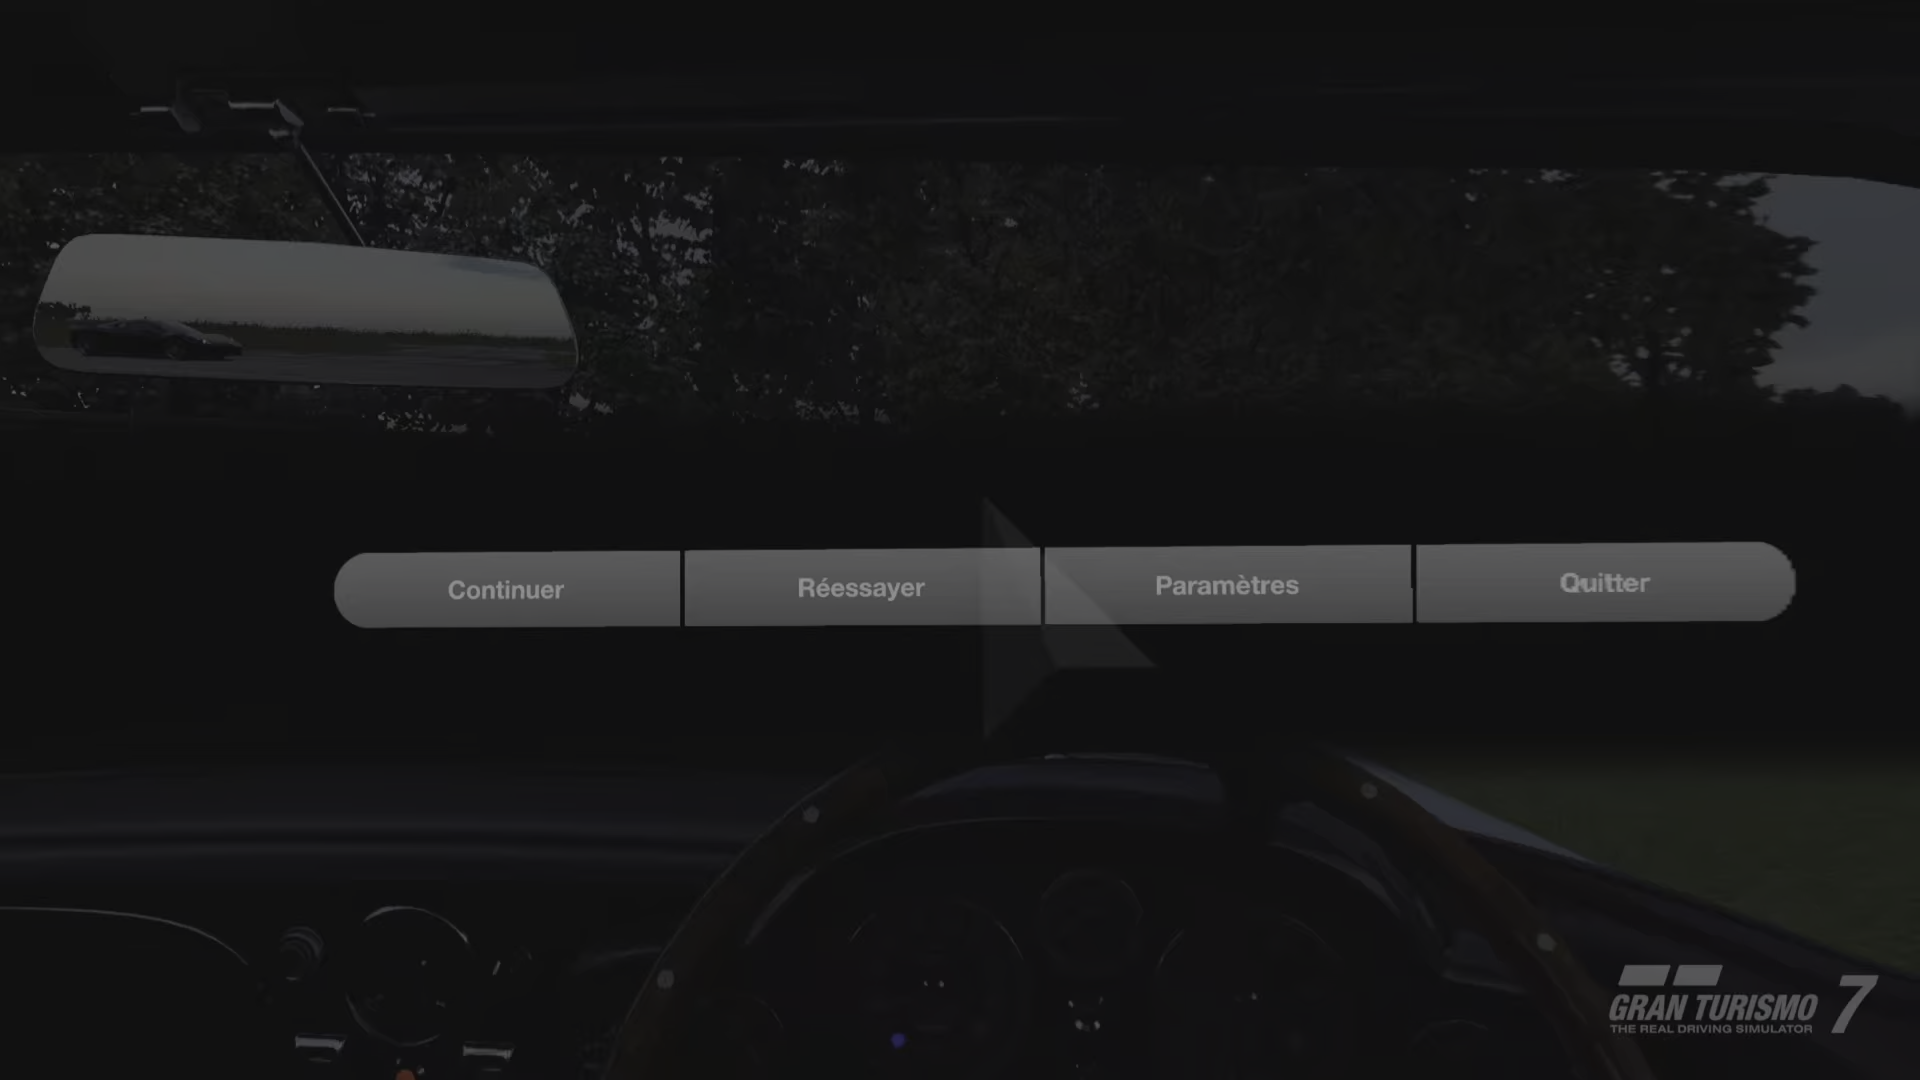 Continuer
Réessayer
Paramètres
Quitter
GRAN TURISMO 7
THE REAL DRIVING SIMULATOR